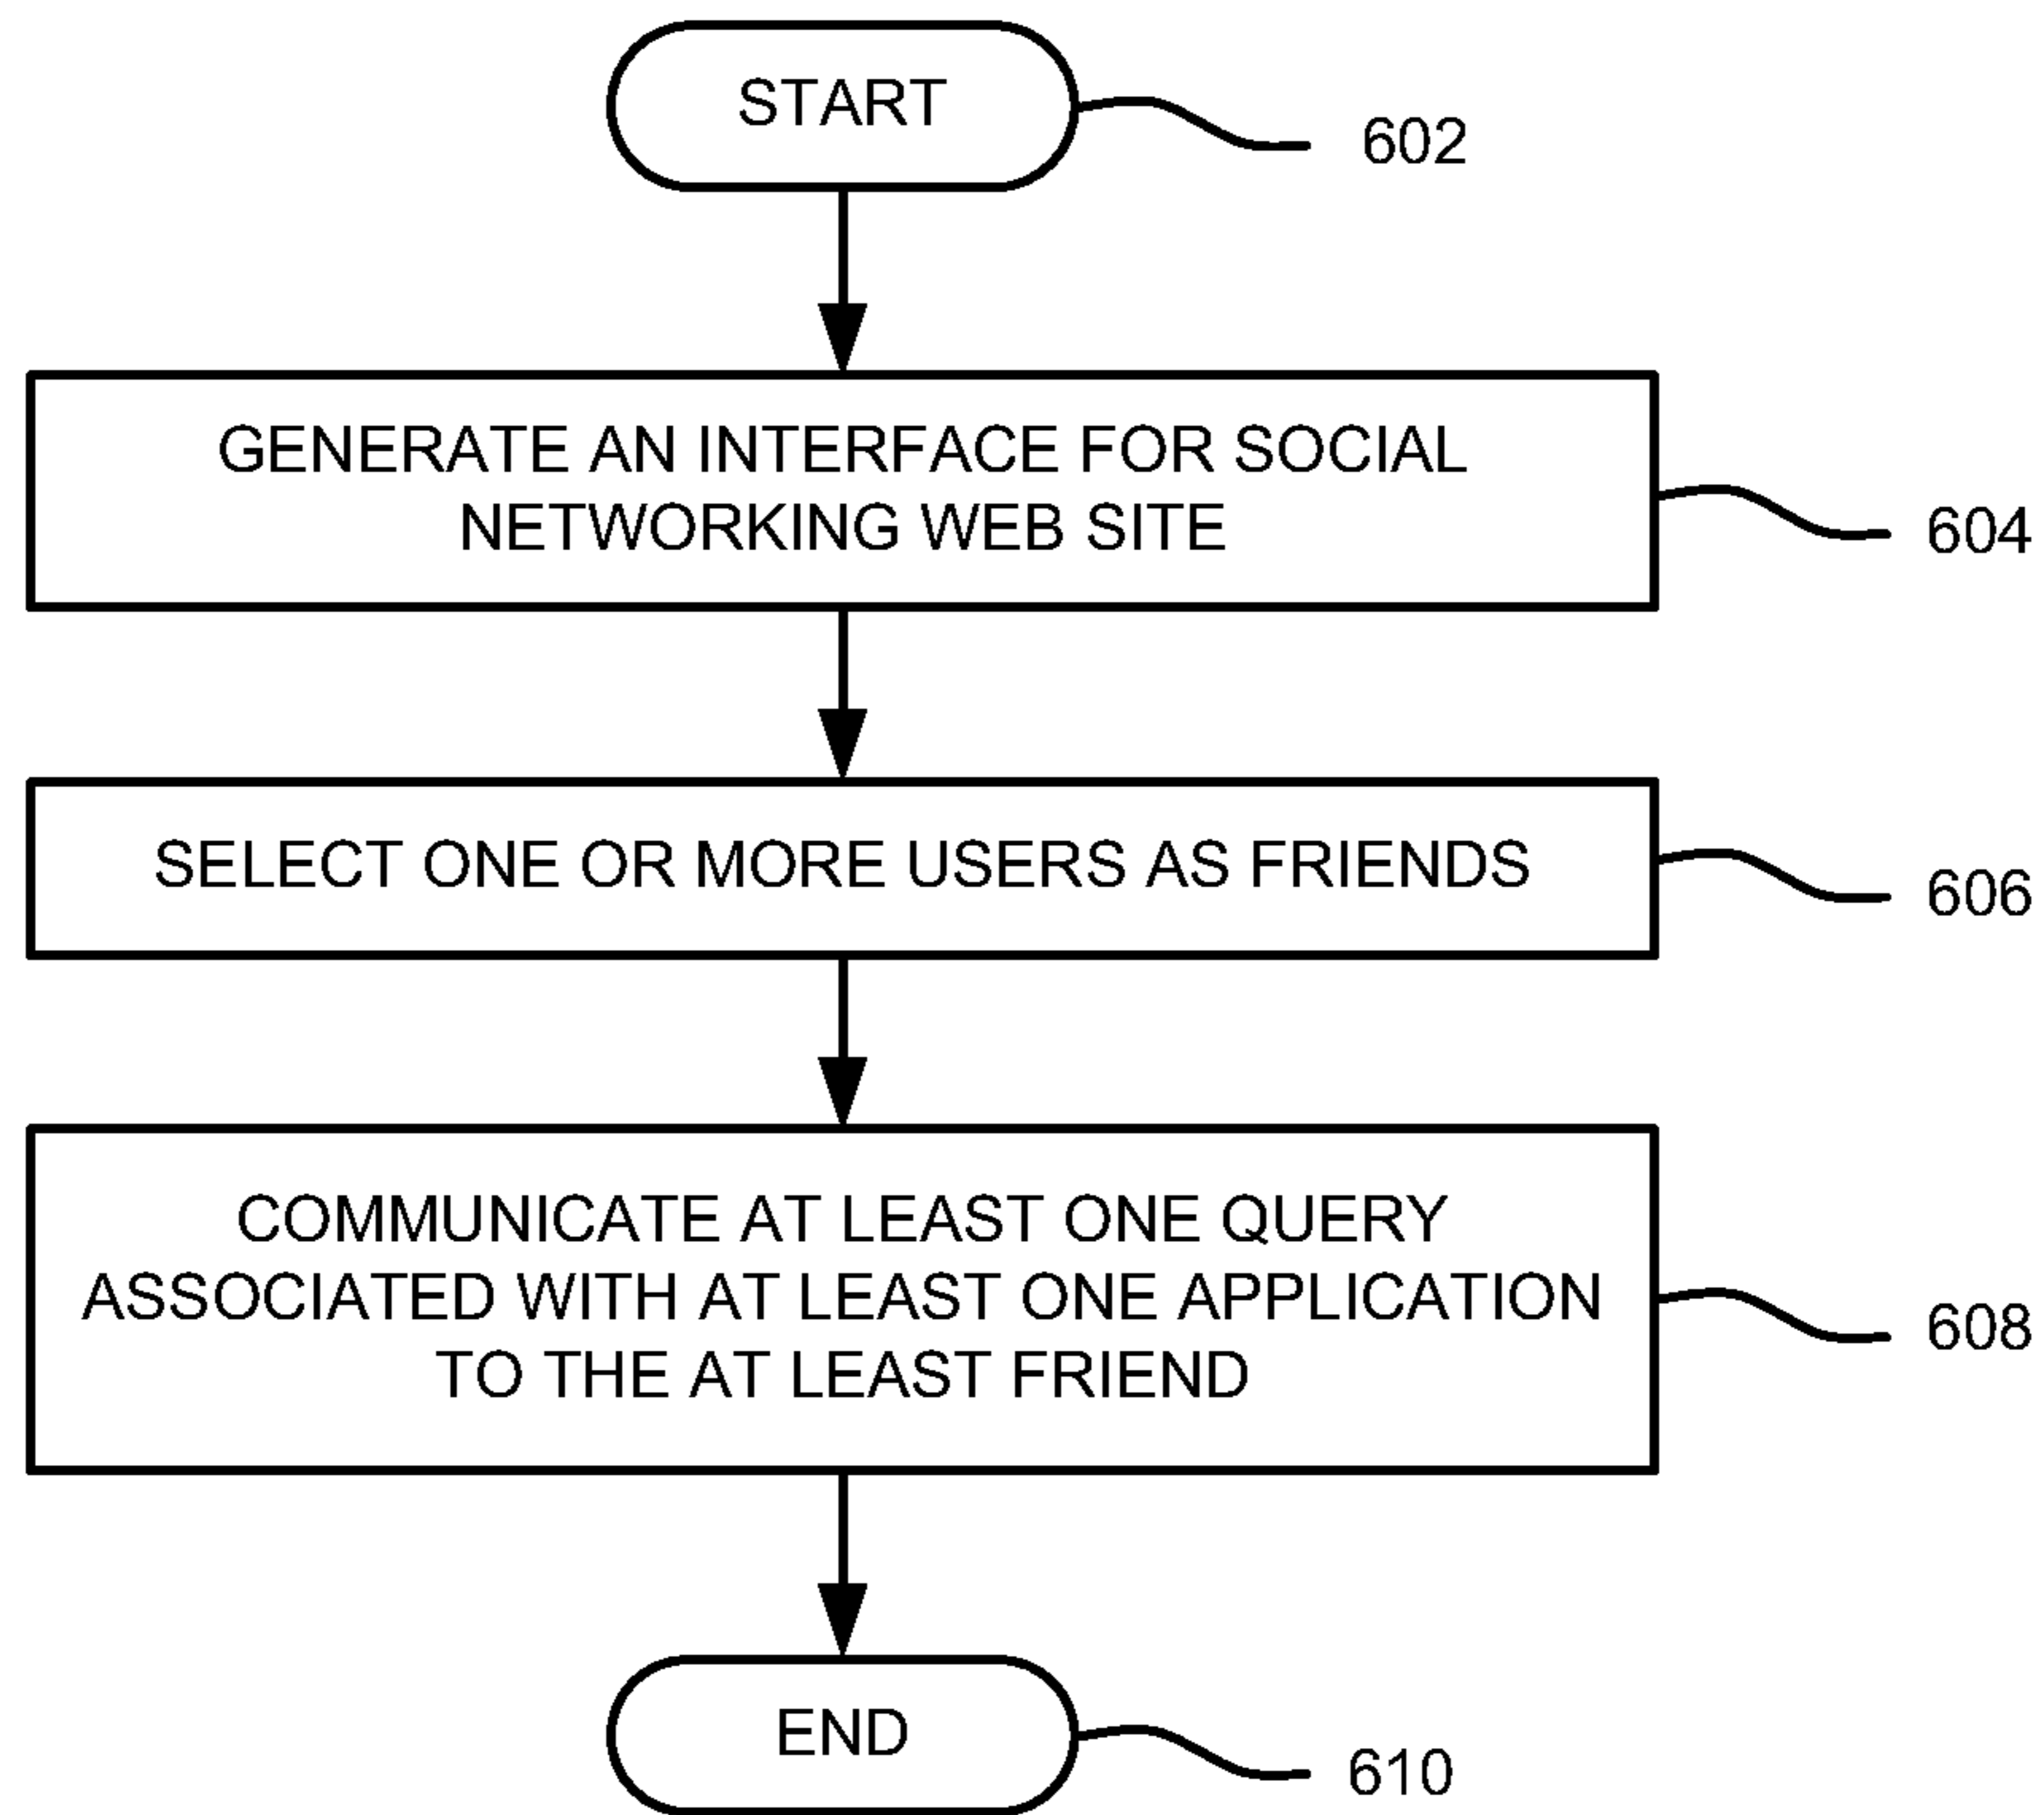 START
602
GENERATE AN INTERFACE FOR SOCIAL
NETWORKING WEB SITE
604
SELECT ONE OR MORE USERS AS FRIENDS
606
COMMUNICATE AT LEAST ONE QUERY
ASSOCIATED WITH AT LEAST ONE APPLICATION
TO THE AT LEAST FRIEND
608
END
610